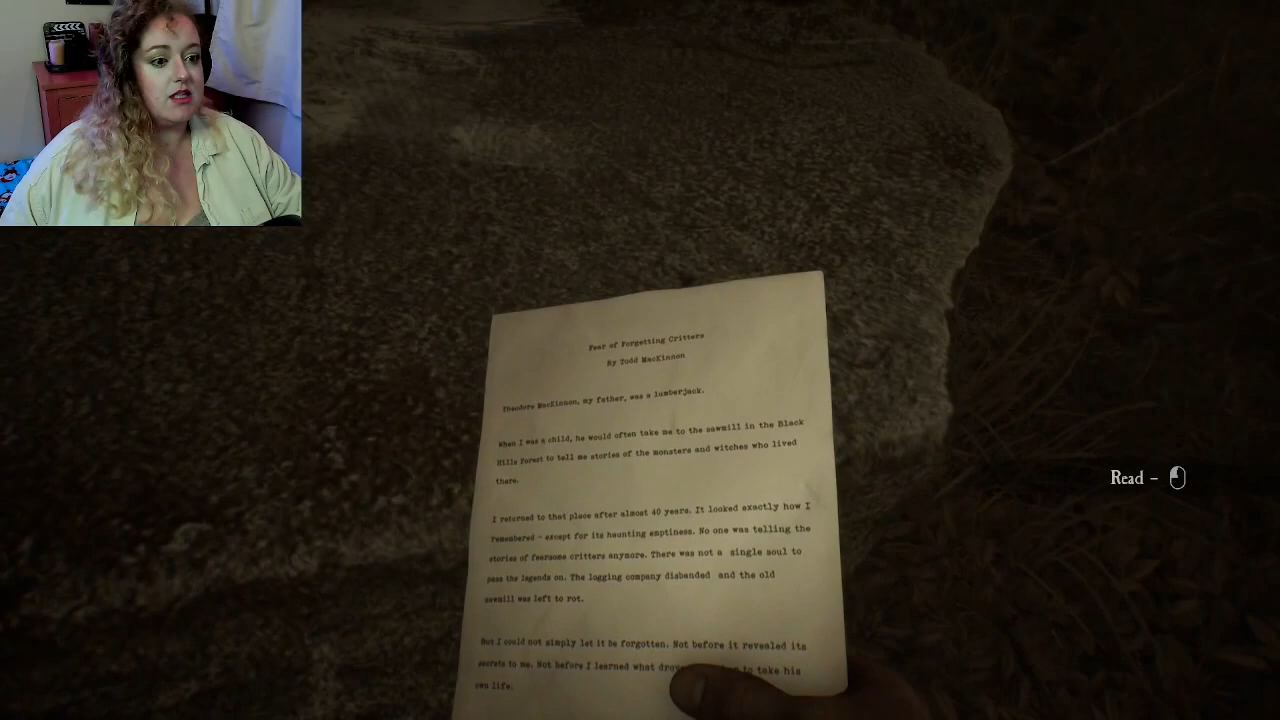 Fear of Forgetting Critters
By Todd MacKinnon
Theodore MacKinnon, my father, was a lumberjack.
When I was a child, he would often take me to the sawmill in the Black
Hills Forest to tell me stories of the monsters and witches who lived
there.
I returned to that place after almost 40 years. It looked exactly how I
remembered - except for its haunting emptiness. No one was telling the
stories of fearsome critters anymore. There was not a single soul to
pass the legends on. The logging company disbanded and the old
sawmill was left to rot.
But I could not simply let it be forgotten. Not before it revealed its
secrets to me. Not before I learned what to take his
own life.
Read -